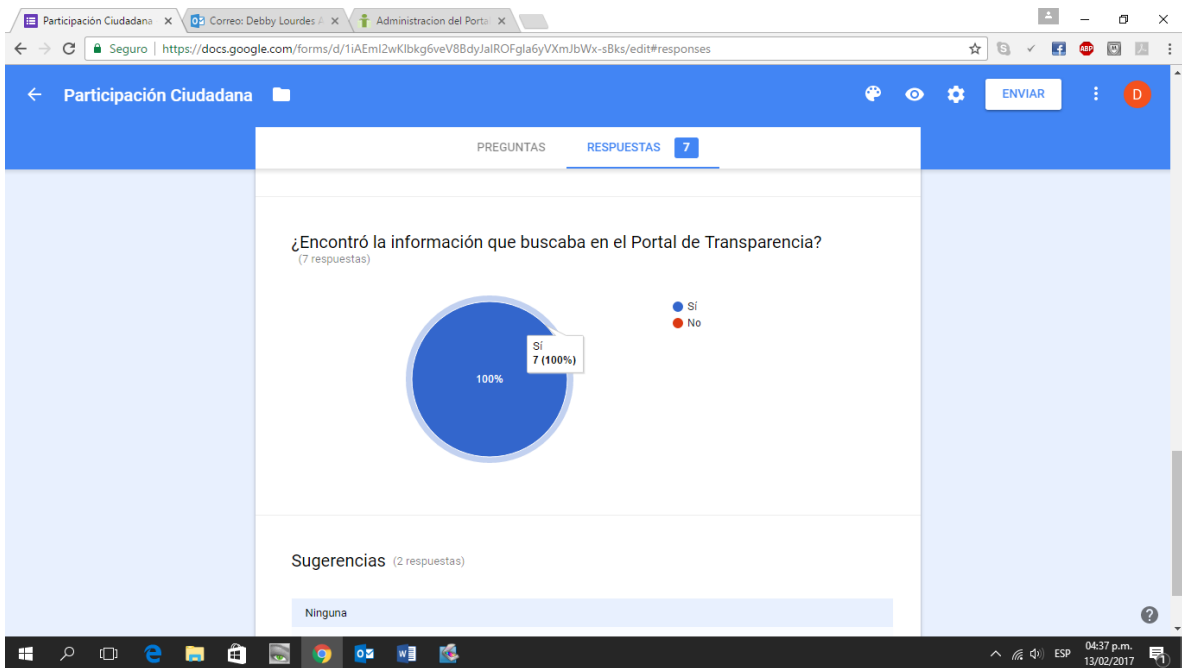 Participación Ciudadana
Correo: Debby Lourdes A
Administracion del Porta
Seguro | https://docs.google.com/forms/d/1iAEmI2wKlbkg6veV8BdyJalROFgla6yVXmJbWx-sBks/edit#responses
Participación Ciudadana
ENVIAR
D
PREGUNTAS
RESPUESTAS 7
¿Encontró la información que buscaba en el Portal de Transparencia?
(7 respuestas)
Sí
No
Sí
7 (100%)
100%
Sugerencias (2 respuestas)
Ninguna
ESP
04:37 p.m.
13/02/2017